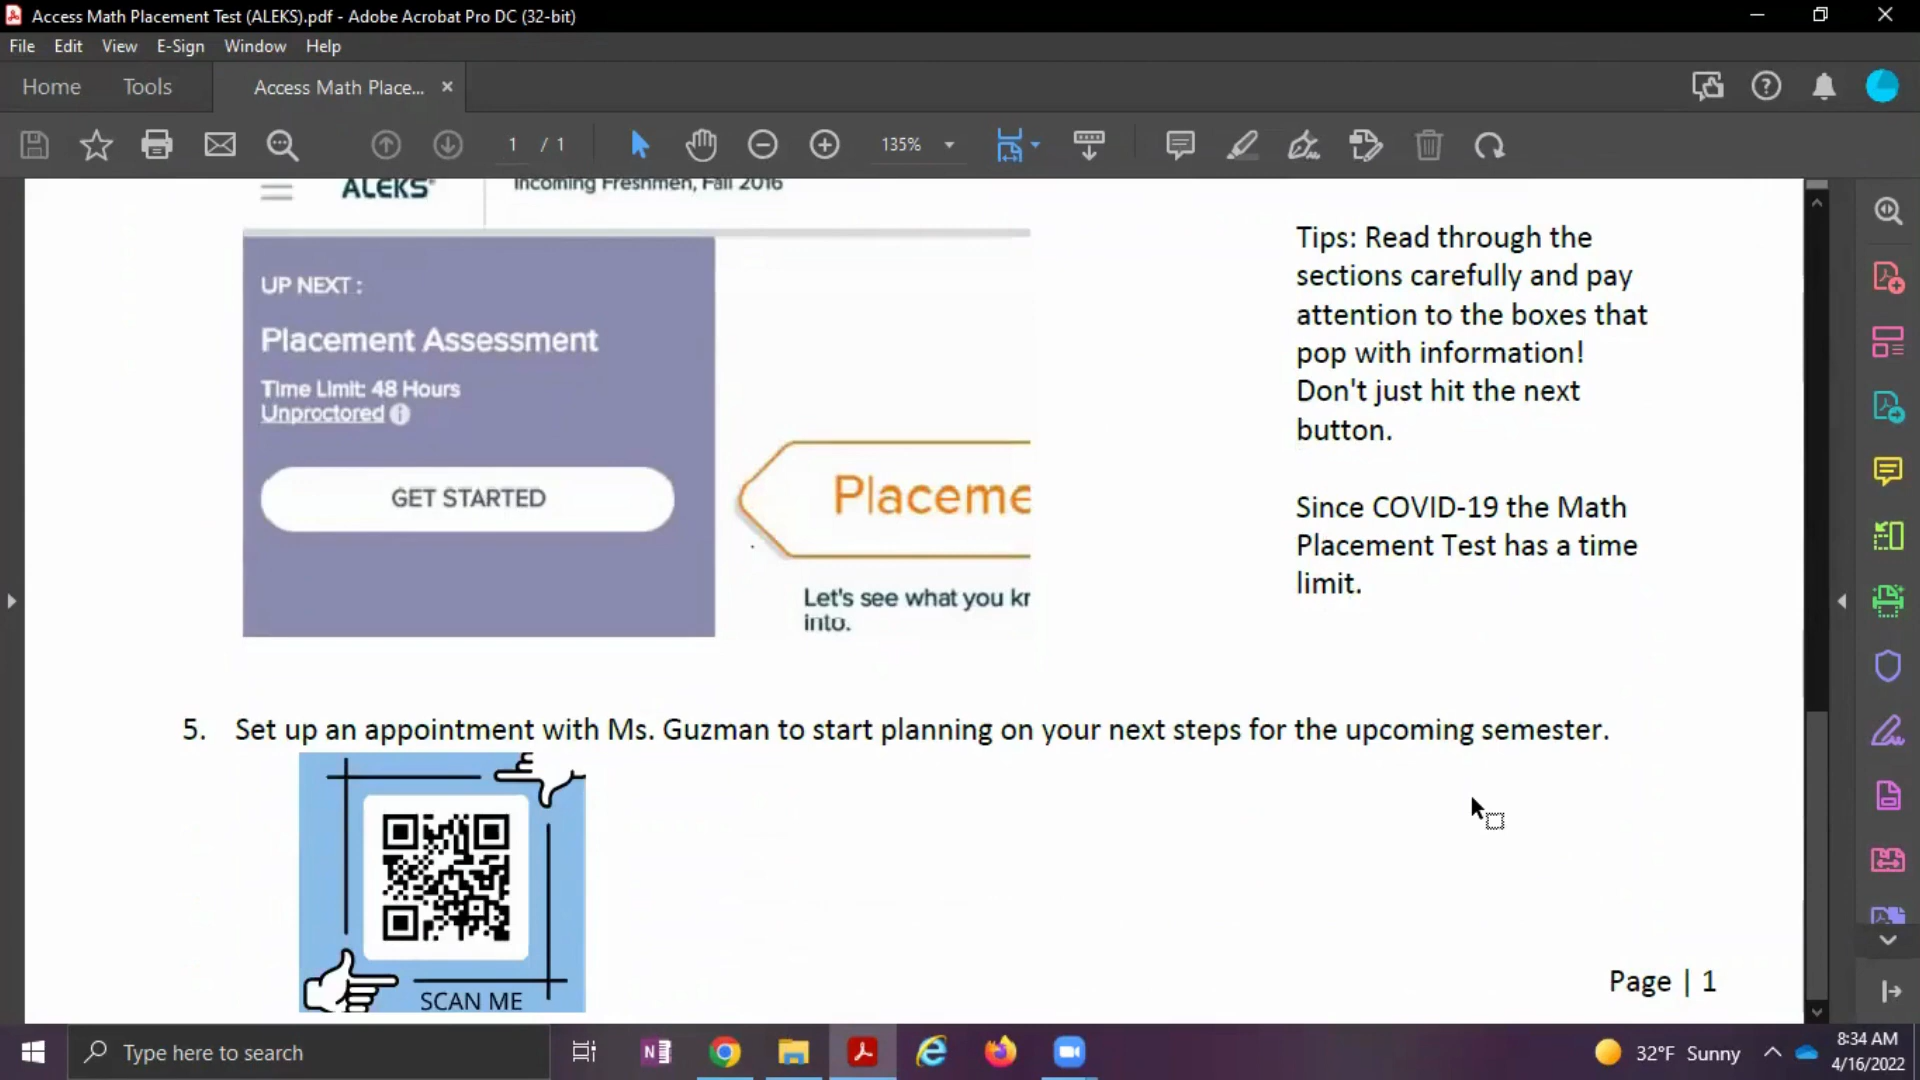 Access Math Placement Test (ALEKS).pdf - Adobe Acrobat Pro DC (32-bit)
File Edit View E-Sign Window Help
Home Tools Access Math Place... ×
1 / 1 135%
ALEKS® Incoming Freshmen, Fall 2016
UP NEXT :
Placement Assessment
Time Limit: 48 Hours
Unproctored
GET STARTED
Placeme
Let's see what you kr
into.
Tips: Read through the
sections carefully and pay
attention to the boxes that
pop with information!
Don't just hit the next
button.
Since COVID-19 the Math
Placement Test has a time
limit.
5. Set up an appointment with Ms. Guzman to start planning on your next steps for the upcoming semester.
SCAN ME
Page | 1
Type here to search
32°F Sunny
8:34 AM
4/16/2022